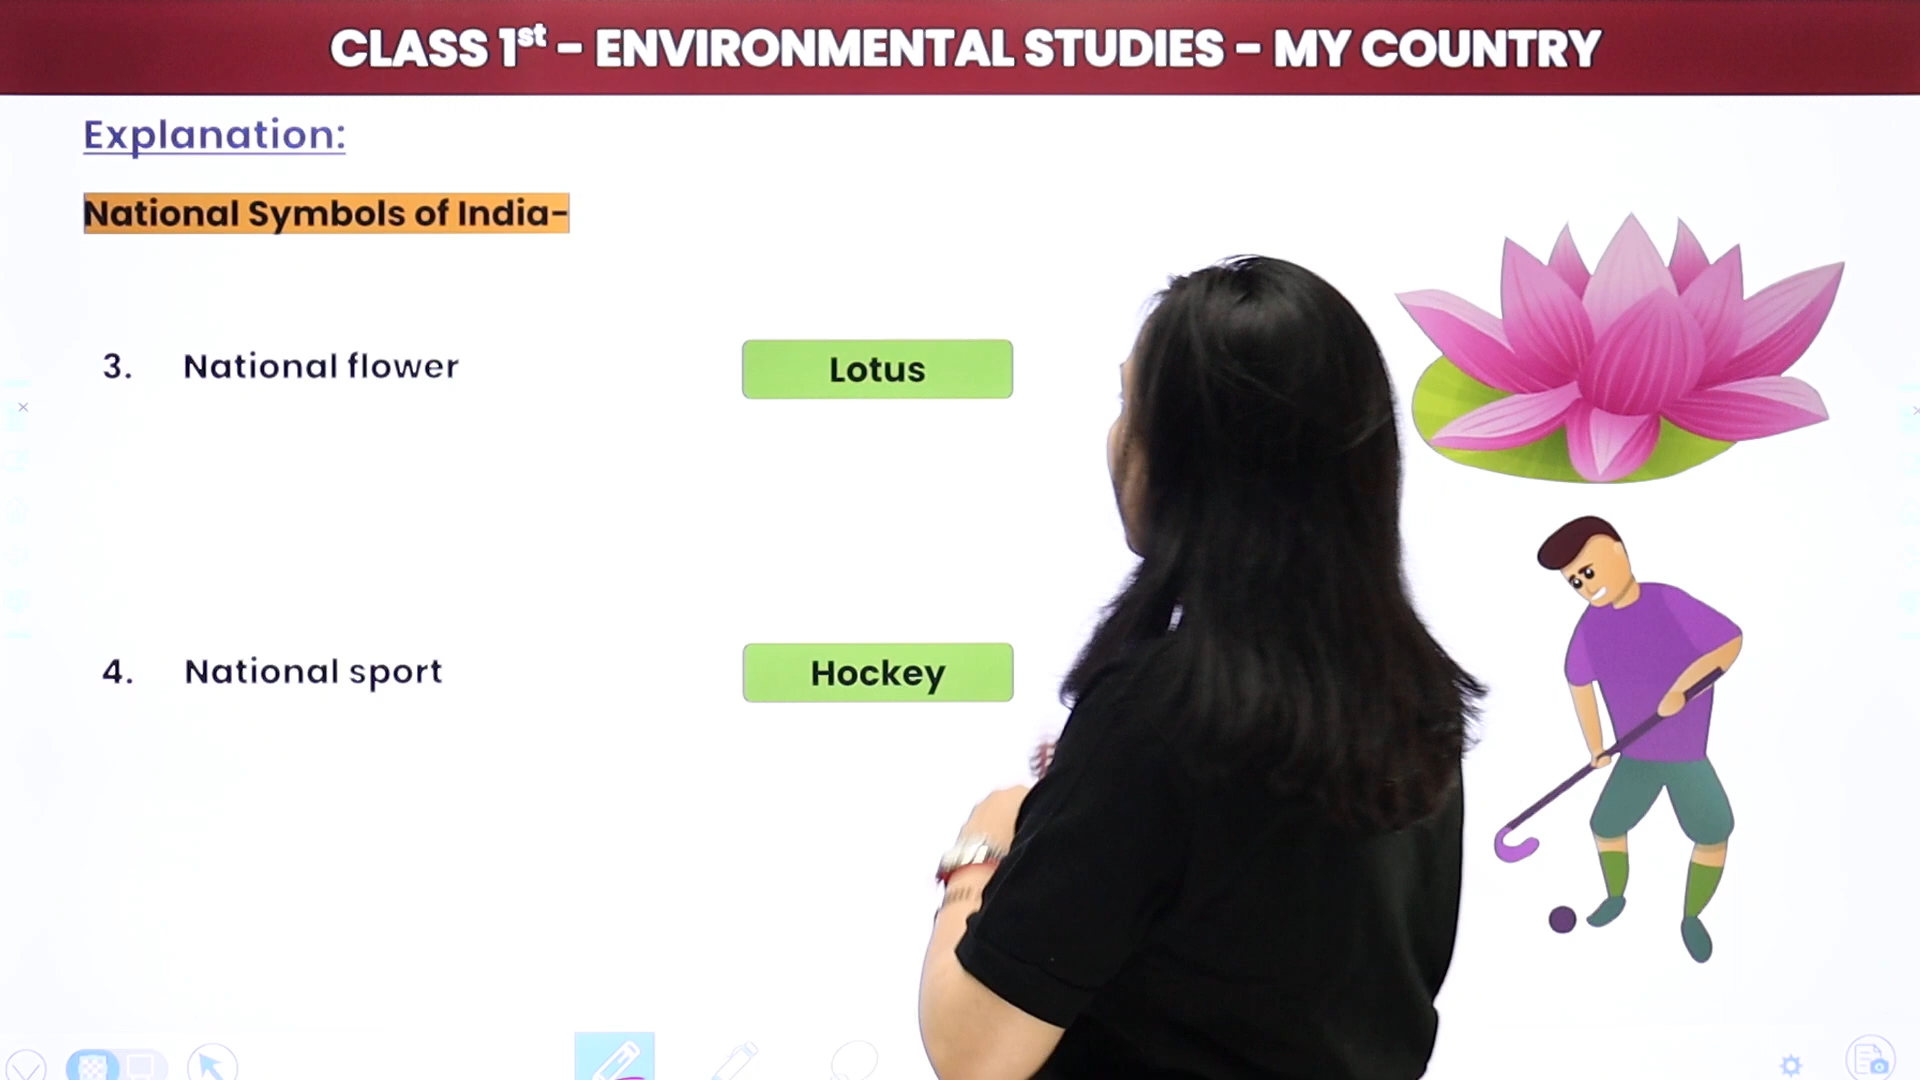 CLASS 1st – ENVIRONMENTAL STUDIES – MY COUNTRY
Explanation:
National Symbols of India-
3. National flower Lotus
4. National sport Hockey